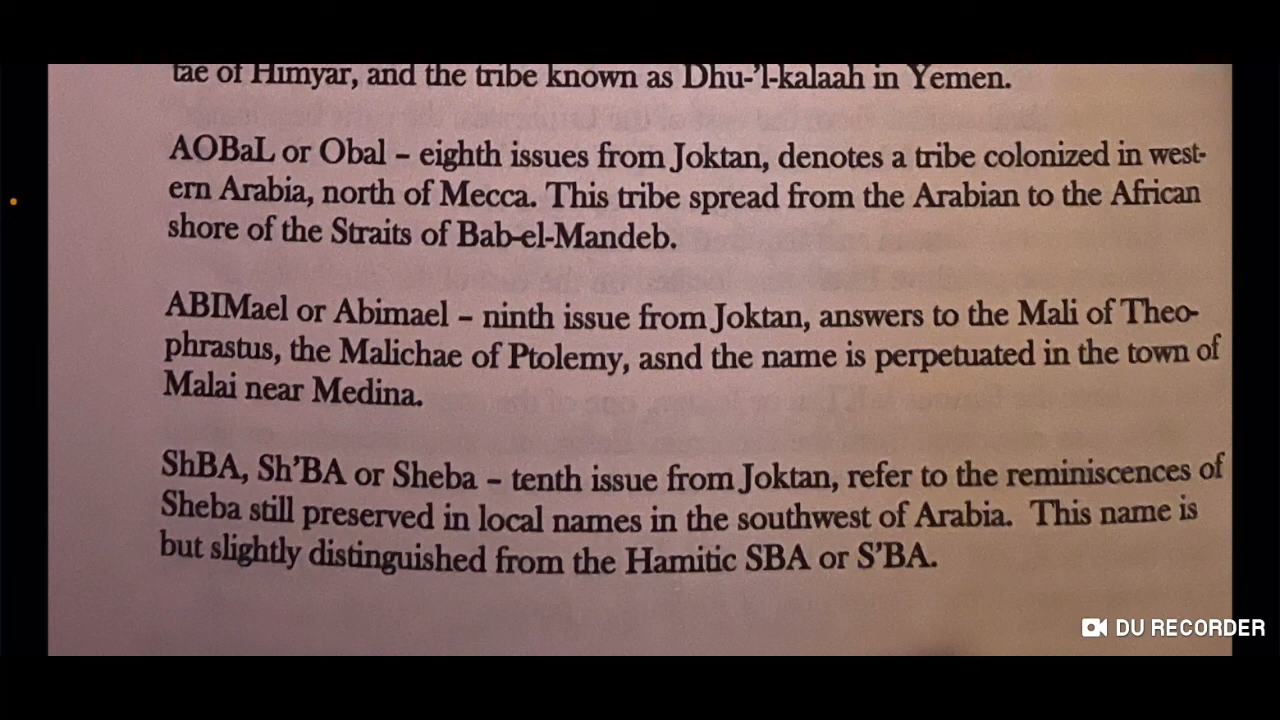 tae of Himyar, and the tribe known as Dhu-'l-kalaah in Yemen.
AOBaL or Obal – eighth issues from Joktan, denotes a tribe colonized in west-
ern Arabia, north of Mecca. This tribe spread from the Arabian to the African
shore of the Straits of Bab-el-Mandeb.
ABIMael or Abimael – ninth issue from Joktan, answers to the Mali of Theo-
phrastus, the Malichae of Ptolemy, asnd the name is perpetuated in the town of
Malai near Medina.
ShBA, Sh'BA or Sheba – tenth issue from Joktan, refer to the reminiscences of
Sheba still preserved in local names in the southwest of Arabia. This name is
but slightly distinguished from the Hamitic SBA or S'BA.
DU RECORDER